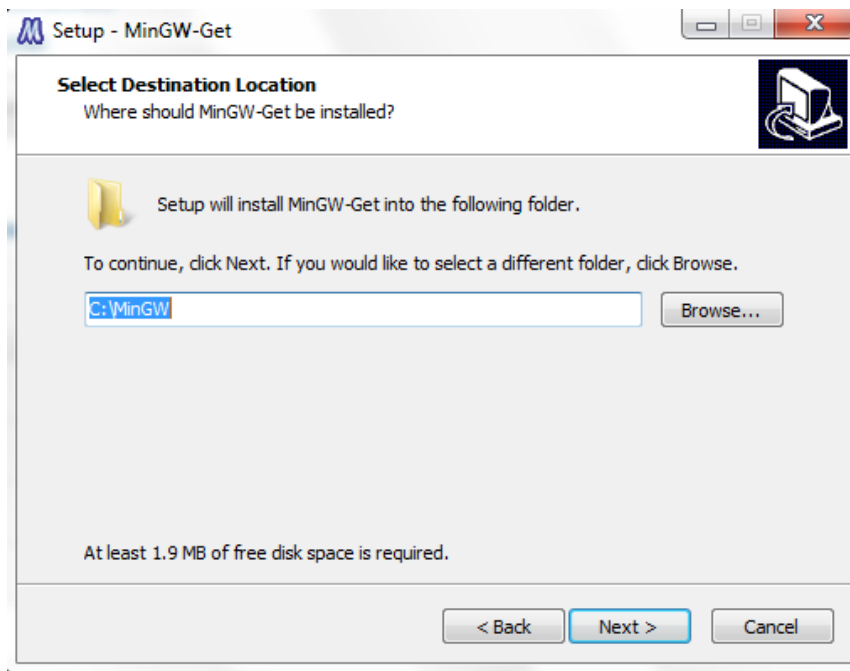 Setup - MinGW-Get
Select Destination Location
Where should MinGW-Get be installed?
Setup will install MinGW-Get into the following folder.
To continue, click Next. If you would like to select a different folder, click Browse.
C:\MinGW
Browse...
At least 1.9 MB of free disk space is required.
< Back
Next >
Cancel